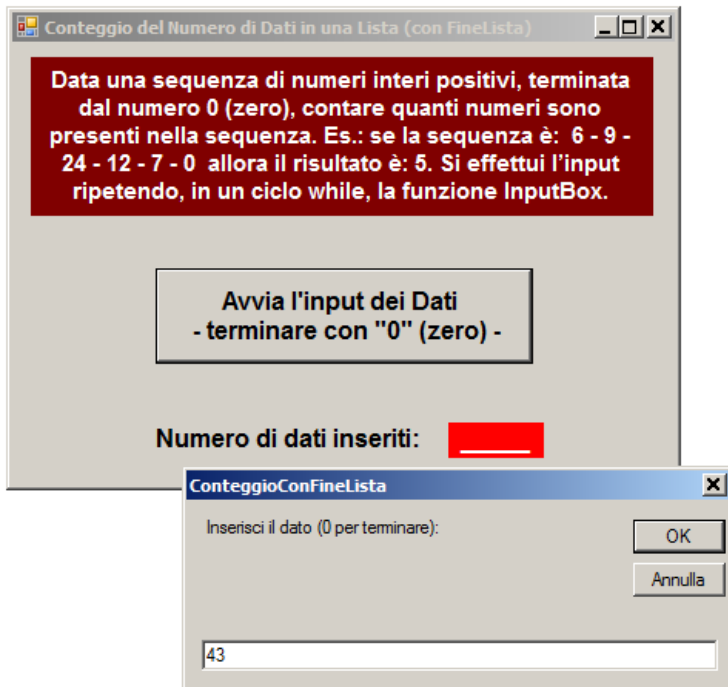 Conteggio del Numero di Dati in una Lista (con FineLista)
Data una sequenza di numeri interi positivi, terminata
dal numero 0 (zero), contare quanti numeri sono
presenti nella sequenza. Es.: se la sequenza è:  6 - 9 -
24 - 12 - 7 - 0  allora il risultato è: 5. Si effettui l’input
ripetendo, in un ciclo while, la funzione InputBox.
Avvia l'input dei Dati
- terminare con "0" (zero) -
Numero di dati inseriti: _____
ConteggioConFineLista
Inserisci il dato (0 per terminare):
OK
Annulla
43